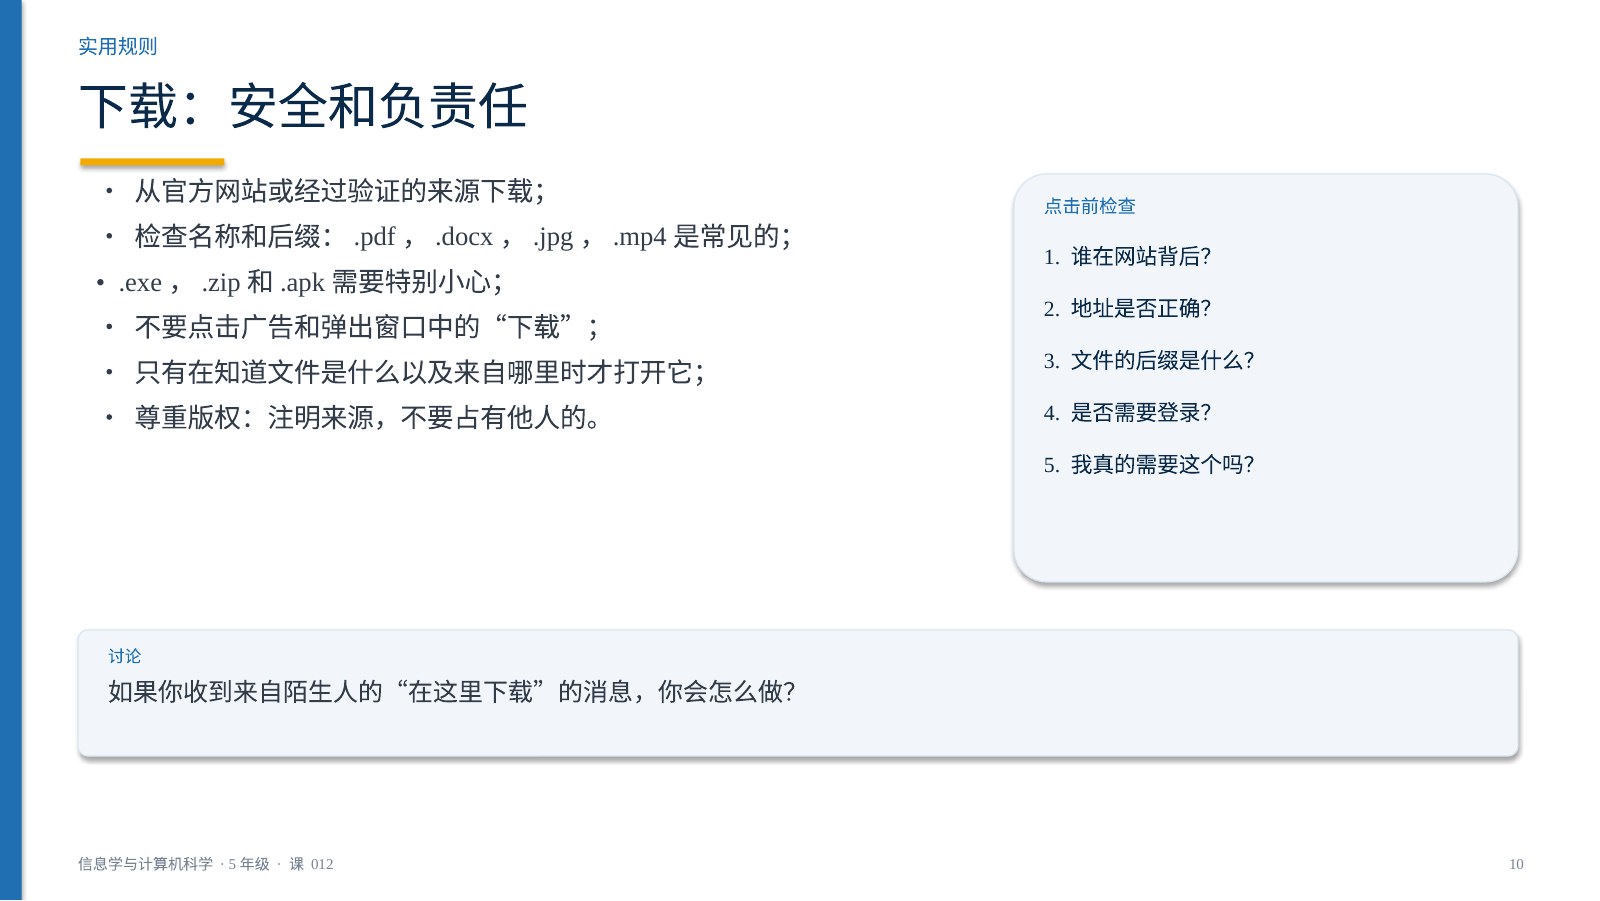 实用规则
下载：安全和负责任
• 从官方网站或经过验证的来源下载；
• 检查名称和后缀： .pdf ， .docx ， .jpg ， .mp4 是常见的；
• .exe ， .zip 和 .apk 需要特别小心；
• 不要点击广告和弹出窗口中的“下载”；
• 只有在知道文件是什么以及来自哪里时才打开它；
• 尊重版权：注明来源，不要占有他人的。
点击前检查
1. 谁在网站背后？
2. 地址是否正确？
3. 文件的后缀是什么？
4. 是否需要登录？
5. 我真的需要这个吗？
讨论
如果你收到来自陌生人的“在这里下载”的消息，你会怎么做？
信息学与计算机科学 · 5 年级 · 课 012
10